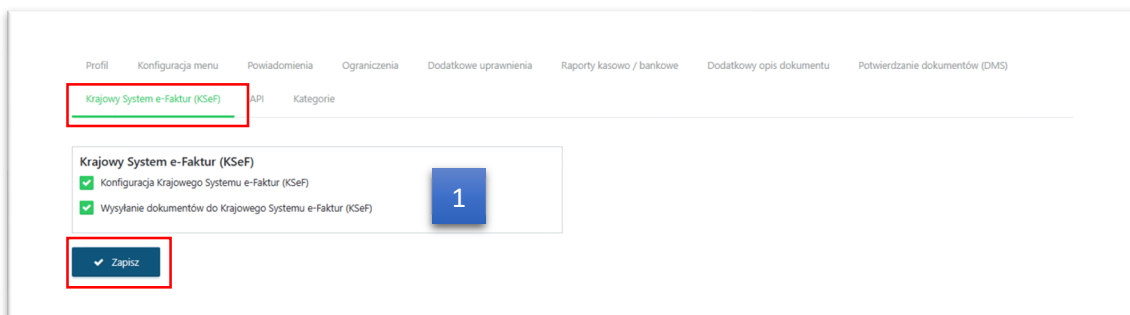 Profil Konfiguracja menu Powiadomienia Ograniczenia Dodatkowe uprawnienia Raporty kasowo / bankowe Dodatkowy opis dokumentu Potwierdzanie dokumentów (DMS)
Krajowy System e-Faktur (KSeF) API Kategorie
Krajowy System e-Faktur (KSeF)
Konfiguracja Krajowego Systemu e-Faktur (KSeF)
Wysyłanie dokumentów do Krajowego Systemu e-Faktur (KSeF)
1
Zapisz